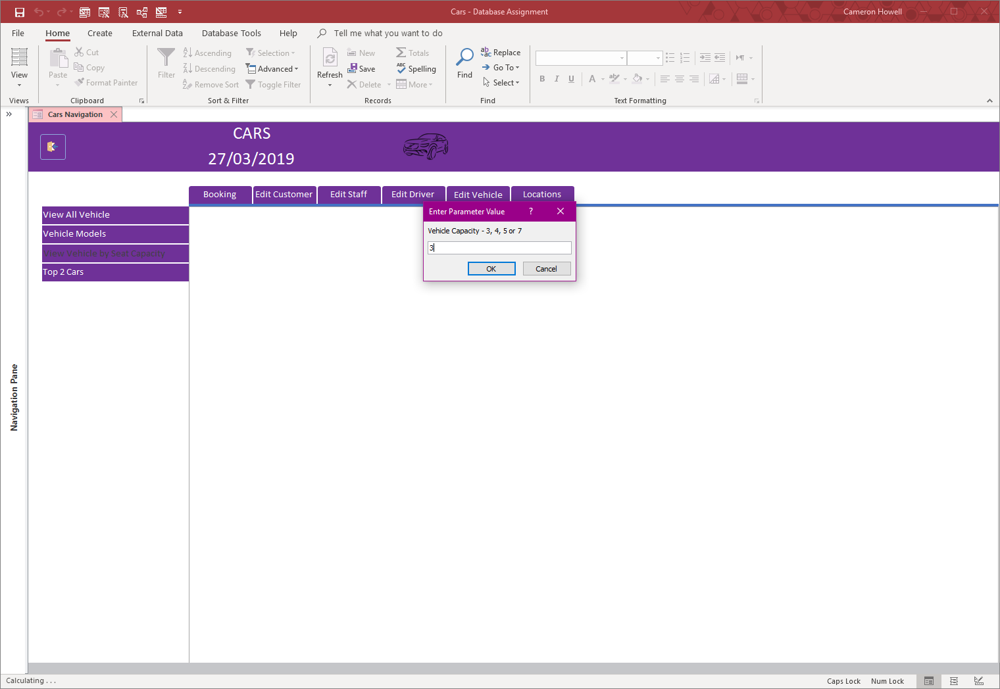 Cars - Database Assignment
Cameron Howell
File Home Create External Data Database Tools Help Tell me what you want to do
View
Views
Paste
Cut
Copy
Format Painter
Clipboard
Filter
Ascending
Descending
Remove Sort
Selection
Advanced
Toggle Filter
Sort & Filter
Refresh
New
Save
Delete
Totals
Spelling
More
Records
Find
Replace
Go To
Select
Find
B I U A
Text Formatting
Cars Navigation
CARS
27/03/2019
Booking Edit Customer Edit Staff Edit Driver Edit Vehicle Locations
View All Vehicle
Vehicle Models
View Vehicle by Seat Capacity
Top 2 Cars
Enter Parameter Value ?
Vehicle Capacity - 3, 4, 5 or 7
3
OK Cancel
Navigation Pane
Calculating . . .
Caps Lock Num Lock